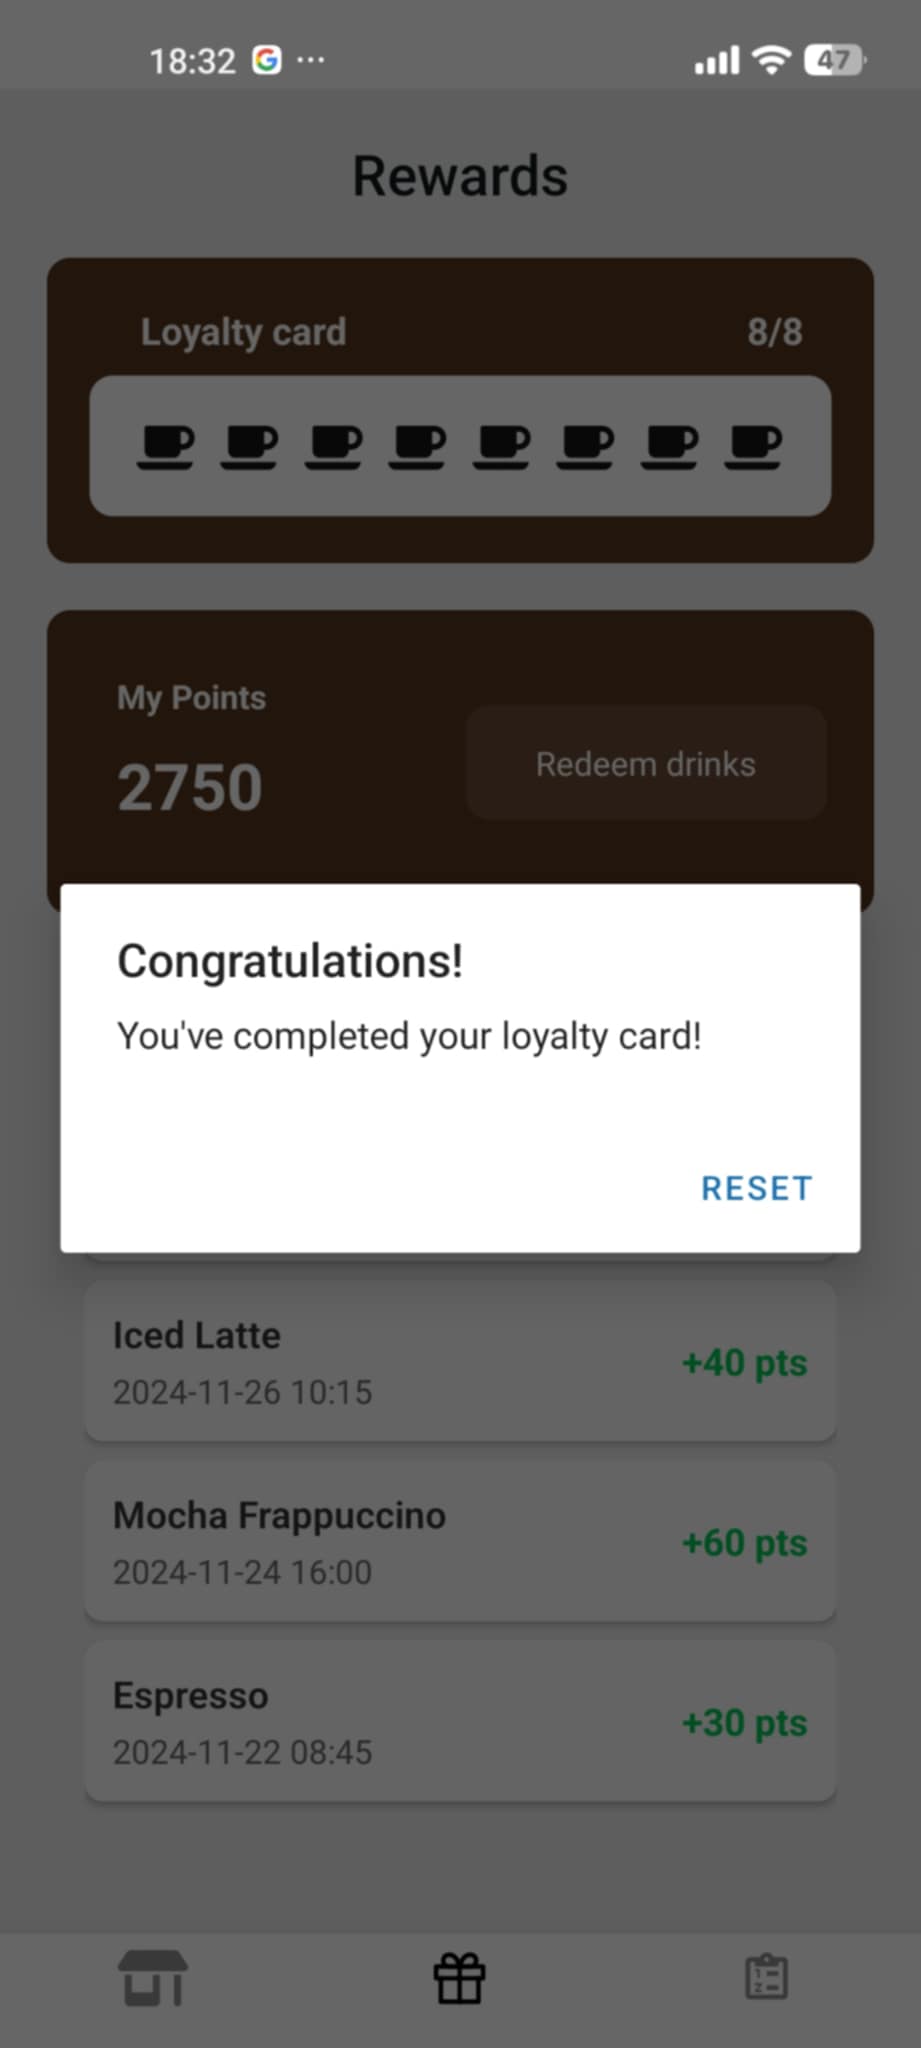 18:32 G ...
47
Rewards
Loyalty card 8/8
My Points
2750
Redeem drinks
Congratulations!
You've completed your loyalty card!
RESET
Iced Latte
2024-11-26 10:15
+40 pts
Mocha Frappuccino
2024-11-24 16:00
+60 pts
Espresso
2024-11-22 08:45
+30 pts